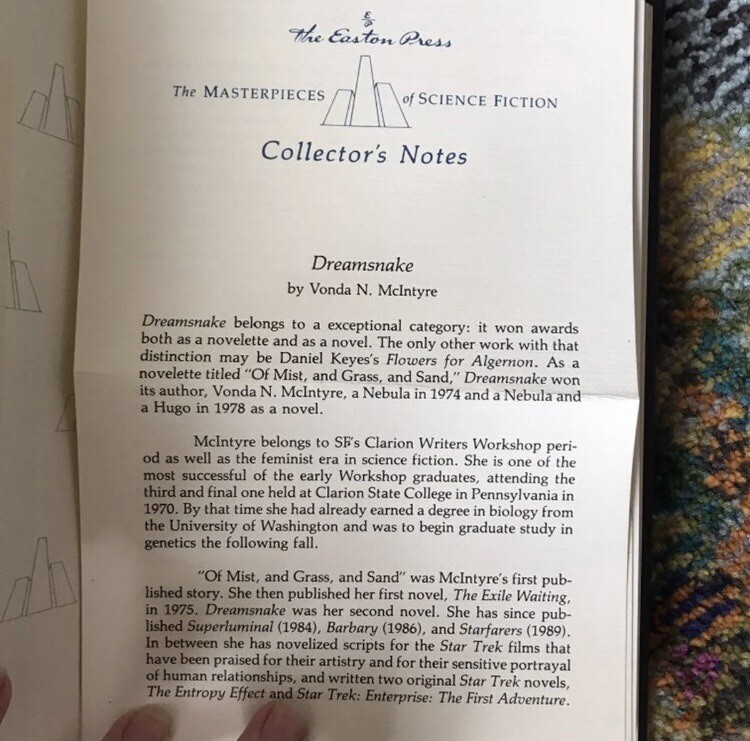 The Easton Press
The MASTERPIECES of SCIENCE FICTION
Collector's Notes
Dreamsnake
by Vonda N. McIntyre
Dreamsnake belongs to a exceptional category: it won awards
both as a novelette and as a novel. The only other work with that
distinction may be Daniel Keyes's Flowers for Algernon. As a
novelette titled "Of Mist, and Grass, and Sand," Dreamsnake won
its author, Vonda N. McIntyre, a Nebula in 1974 and a Nebula and
a Hugo in 1978 as a novel.
McIntyre belongs to SF's Clarion Writers Workshop peri-
od as well as the feminist era in science fiction. She is one of the
most successful of the early Workshop graduates, attending the
third and final one held at Clarion State College in Pennsylvania in
1970. By that time she had already earned a degree in biology from
the University of Washington and was to begin graduate study in
genetics the following fall.
"Of Mist, and Grass, and Sand" was McIntyre's first pub-
lished story. She then published her first novel, The Exile Waiting,
in 1975. Dreamsnake was her second novel. She has since pub-
lished Superluminal (1984), Barbary (1986), and Starfarers (1989).
In between she has novelized scripts for the Star Trek films that
have been praised for their artistry and for their sensitive portrayal
of human relationships, and written two original Star Trek novels,
The Entropy Effect and Star Trek: Enterprise: The First Adventure.